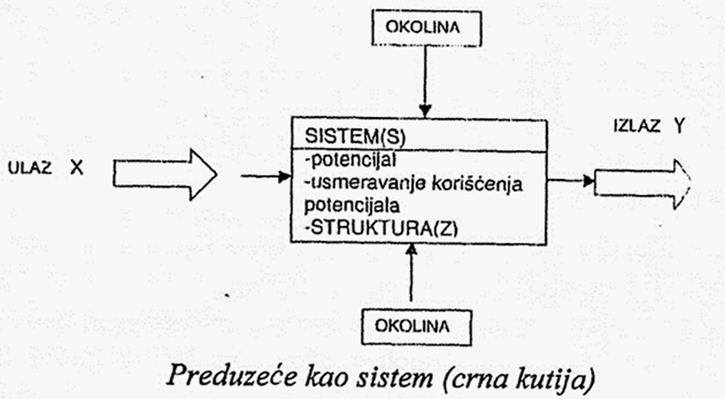 OKOLINA
IZLAZ Y
ULAZ X
SISTEM(S)
-potencijal
-usmeravanje korišćenja
potencijala
-STRUKTURA(Z)
OKOLINA
Preduzeće kao sistem (crna kutija)